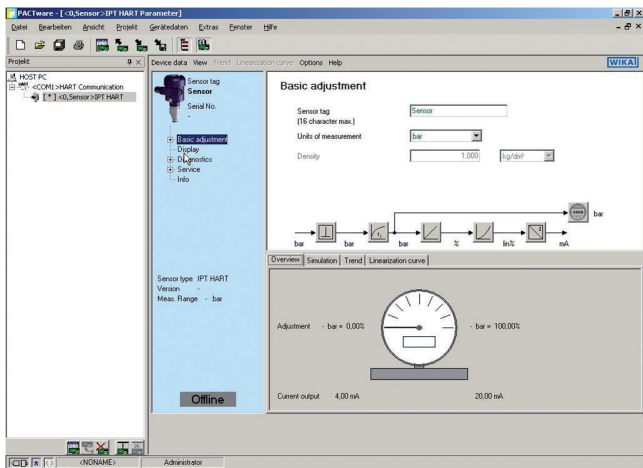 PACTware - [<0,Sensor>IPT HART Parameter]
Datei Bearbeiten Ansicht Projekt Gerätedaten Extras Fenster Hilfe
Projekt
HOST PC
<COM1>HART Communication
[*] <0,Sensor>IPT HART
Device data View Trend Linearization curve Options Help
WIKA
Sensor tag
Sensor
Serial No.
-
Basic adjustment
Display
Diagnostics
Service
Info
Sensor type IPT HART
Version -
Meas. Range - bar
Offline
Basic adjustment
Sensor tag
(16 character max.)
Sensor
Units of measurement
bar
Density
1,000
kg/dm³
bar
bar bar bar % lin% mA
Overview Simulation Trend Linearization curve
Adjustment - bar = 0,00%
- bar = 100,00%
Current output 4,00 mA
20,00 mA
<NONAME>
Administrator